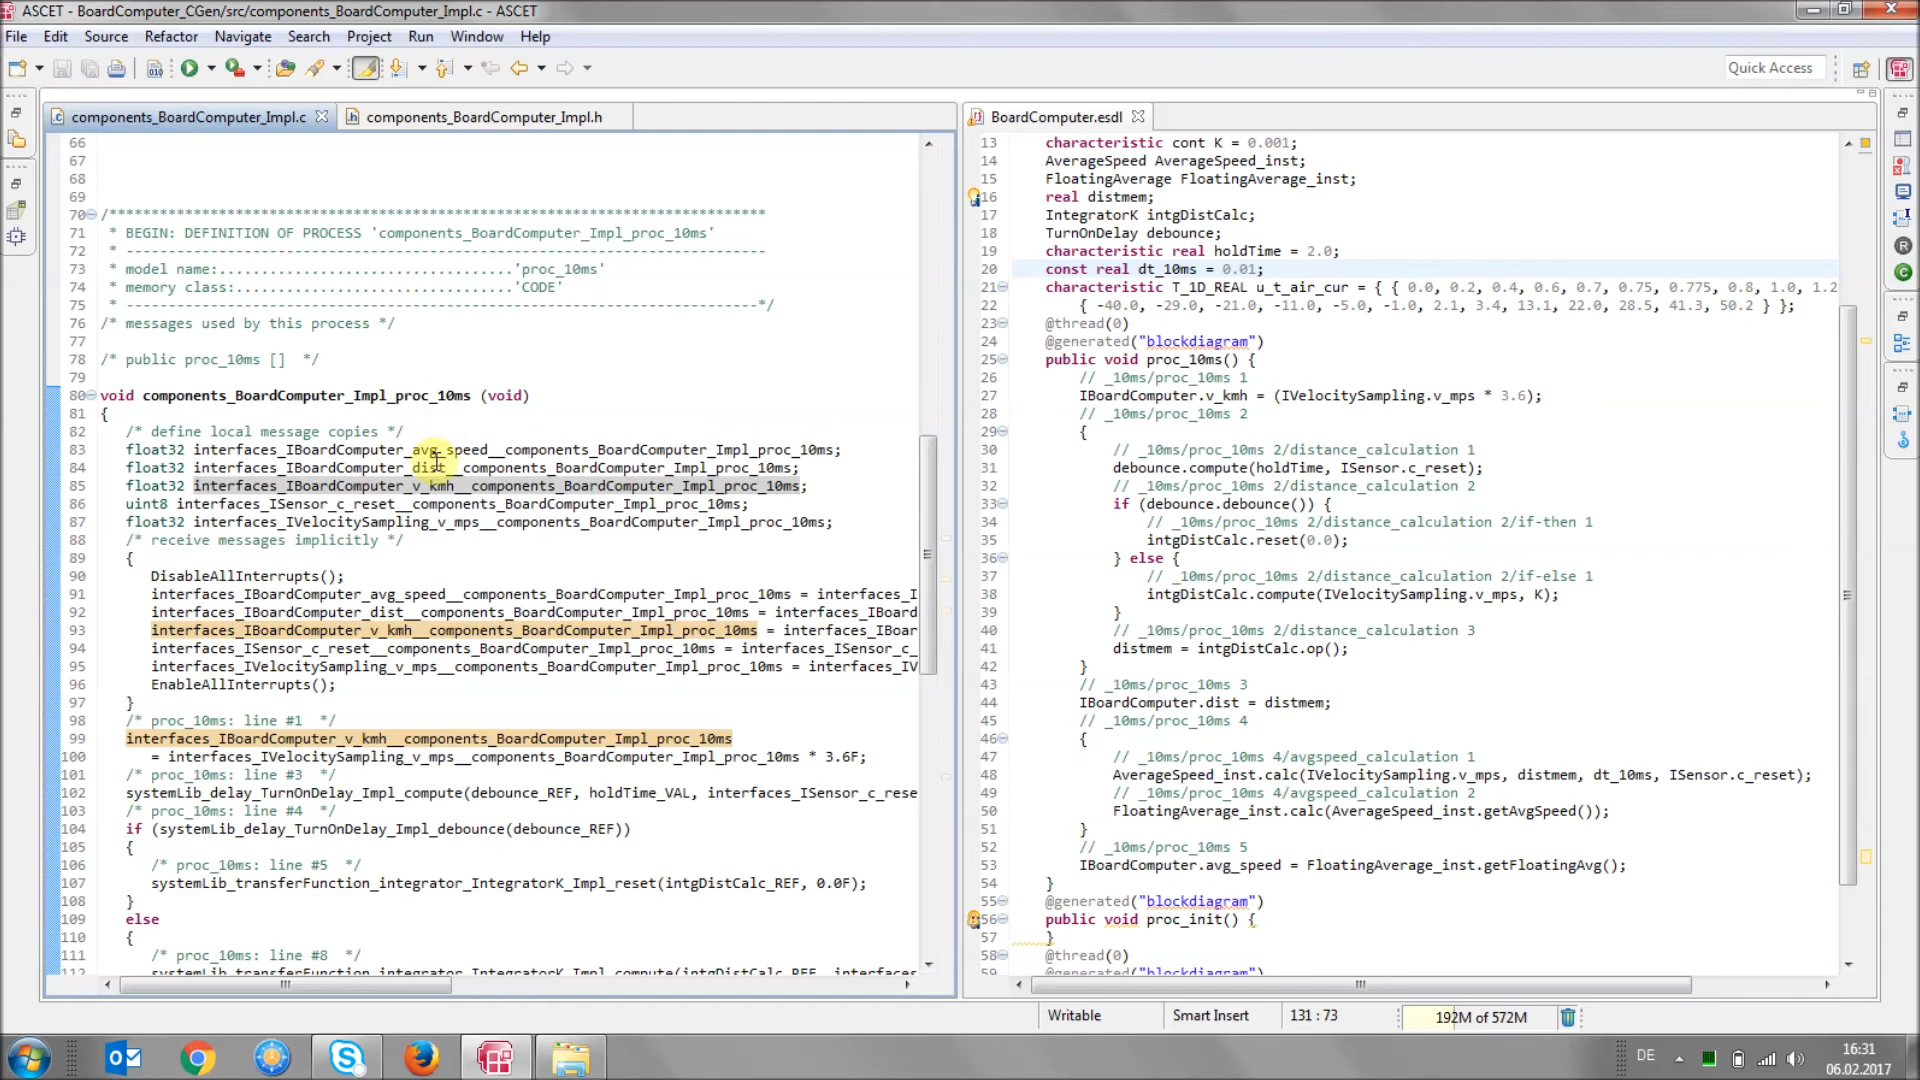 ASCET - BoardComputer_CGen/src/components_BoardComputer_Impl.c - ASCET
File Edit Source Refactor Navigate Search Project Run Window Help
Quick Access
components_BoardComputer_Impl.c
components_BoardComputer_Impl.h
66
67
68
69
70 /******************************************************************************
71 * BEGIN: DEFINITION OF PROCESS 'components_BoardComputer_Impl_proc_10ms'
72 * ----------------------------------------------------------------------------
73 * model name:...................................'proc_10ms'
74 * memory class:.................................'CODE'
75 * ---------------------------------------------------------------------------*/
76 /* messages used by this process */
77
78 /* public proc_10ms [] */
79
80 void components_BoardComputer_Impl_proc_10ms (void)
81 {
82 /* define local message copies */
83 float32 interfaces_IBoardComputer_avg_speed__components_BoardComputer_Impl_proc_10ms;
84 float32 interfaces_IBoardComputer_dist__components_BoardComputer_Impl_proc_10ms;
85 float32 interfaces_IBoardComputer_v_kmh__components_BoardComputer_Impl_proc_10ms;
86 uint8 interfaces_ISensor_c_reset__components_BoardComputer_Impl_proc_10ms;
87 float32 interfaces_IVelocitySampling_v_mps__components_BoardComputer_Impl_proc_10ms;
88 /* receive messages implicitly */
89 {
90 DisableAllInterrupts();
91 interfaces_IBoardComputer_avg_speed__components_BoardComputer_Impl_proc_10ms = interfaces_I
92 interfaces_IBoardComputer_dist__components_BoardComputer_Impl_proc_10ms = interfaces_IBoard
93 interfaces_IBoardComputer_v_kmh__components_BoardComputer_Impl_proc_10ms = interfaces_IBoar
94 interfaces_ISensor_c_reset__components_BoardComputer_Impl_proc_10ms = interfaces_ISensor_c_
95 interfaces_IVelocitySampling_v_mps__components_BoardComputer_Impl_proc_10ms = interfaces_IV
96 EnableAllInterrupts();
97 }
98 /* proc_10ms: line #1 */
99 interfaces_IBoardComputer_v_kmh__components_BoardComputer_Impl_proc_10ms
100 = interfaces_IVelocitySampling_v_mps__components_BoardComputer_Impl_proc_10ms * 3.6F;
101 /* proc_10ms: line #3 */
102 systemLib_delay_TurnOnDelay_Impl_compute(debounce_REF, holdTime_VAL, interfaces_ISensor_c_rese
103 /* proc_10ms: line #4 */
104 if (systemLib_delay_TurnOnDelay_Impl_debounce(debounce_REF))
105 {
106 /* proc_10ms: line #5 */
107 systemLib_transferFunction_integrator_IntegratorK_Impl_reset(intgDistCalc_REF, 0.0F);
108 }
109 else
110 {
111 /* proc_10ms: line #8 */
112 systemLib_transferFunction_integrator_IntegratorK_Impl_compute(intgDistCalc_REF, interfaces
BoardComputer.esdl
13 characteristic cont K = 0.001;
14 AverageSpeed AverageSpeed_inst;
15 FloatingAverage FloatingAverage_inst;
16 real distmem;
17 IntegratorK intgDistCalc;
18 TurnOnDelay debounce;
19 characteristic real holdTime = 2.0;
20 const real dt_10ms = 0.01;
21 characteristic T_1D_REAL u_t_air_cur = { { 0.0, 0.2, 0.4, 0.6, 0.7, 0.75, 0.775, 0.8, 1.0, 1.2
22 { -40.0, -29.0, -21.0, -11.0, -5.0, -1.0, 2.1, 3.4, 13.1, 22.0, 28.5, 41.3, 50.2 } };
23 @thread(0)
24 @generated("blockdiagram")
25 public void proc_10ms() {
26 // _10ms/proc_10ms 1
27 IBoardComputer.v_kmh = (IVelocitySampling.v_mps * 3.6);
28 // _10ms/proc_10ms 2
29 {
30 // _10ms/proc_10ms 2/distance_calculation 1
31 debounce.compute(holdTime, ISensor.c_reset);
32 // _10ms/proc_10ms 2/distance_calculation 2
33 if (debounce.debounce()) {
34 // _10ms/proc_10ms 2/distance_calculation 2/if-then 1
35 intgDistCalc.reset(0.0);
36 } else {
37 // _10ms/proc_10ms 2/distance_calculation 2/if-else 1
38 intgDistCalc.compute(IVelocitySampling.v_mps, K);
39 }
40 // _10ms/proc_10ms 2/distance_calculation 3
41 distmem = intgDistCalc.op();
42 }
43 // _10ms/proc_10ms 3
44 IBoardComputer.dist = distmem;
45 // _10ms/proc_10ms 4
46 {
47 // _10ms/proc_10ms 4/avgspeed_calculation 1
48 AverageSpeed_inst.calc(IVelocitySampling.v_mps, distmem, dt_10ms, ISensor.c_reset);
49 // _10ms/proc_10ms 4/avgspeed_calculation 2
50 FloatingAverage_inst.calc(AverageSpeed_inst.getAvgSpeed());
51 }
52 // _10ms/proc_10ms 5
53 IBoardComputer.avg_speed = FloatingAverage_inst.getFloatingAvg();
54 }
55 @generated("blockdiagram")
56 public void proc_init() {
57 }
58 @thread(0)
59 @generated("blockdiagram")
Writable Smart Insert 131 : 73 192M of 572M
DE 16:31
06.02.2017